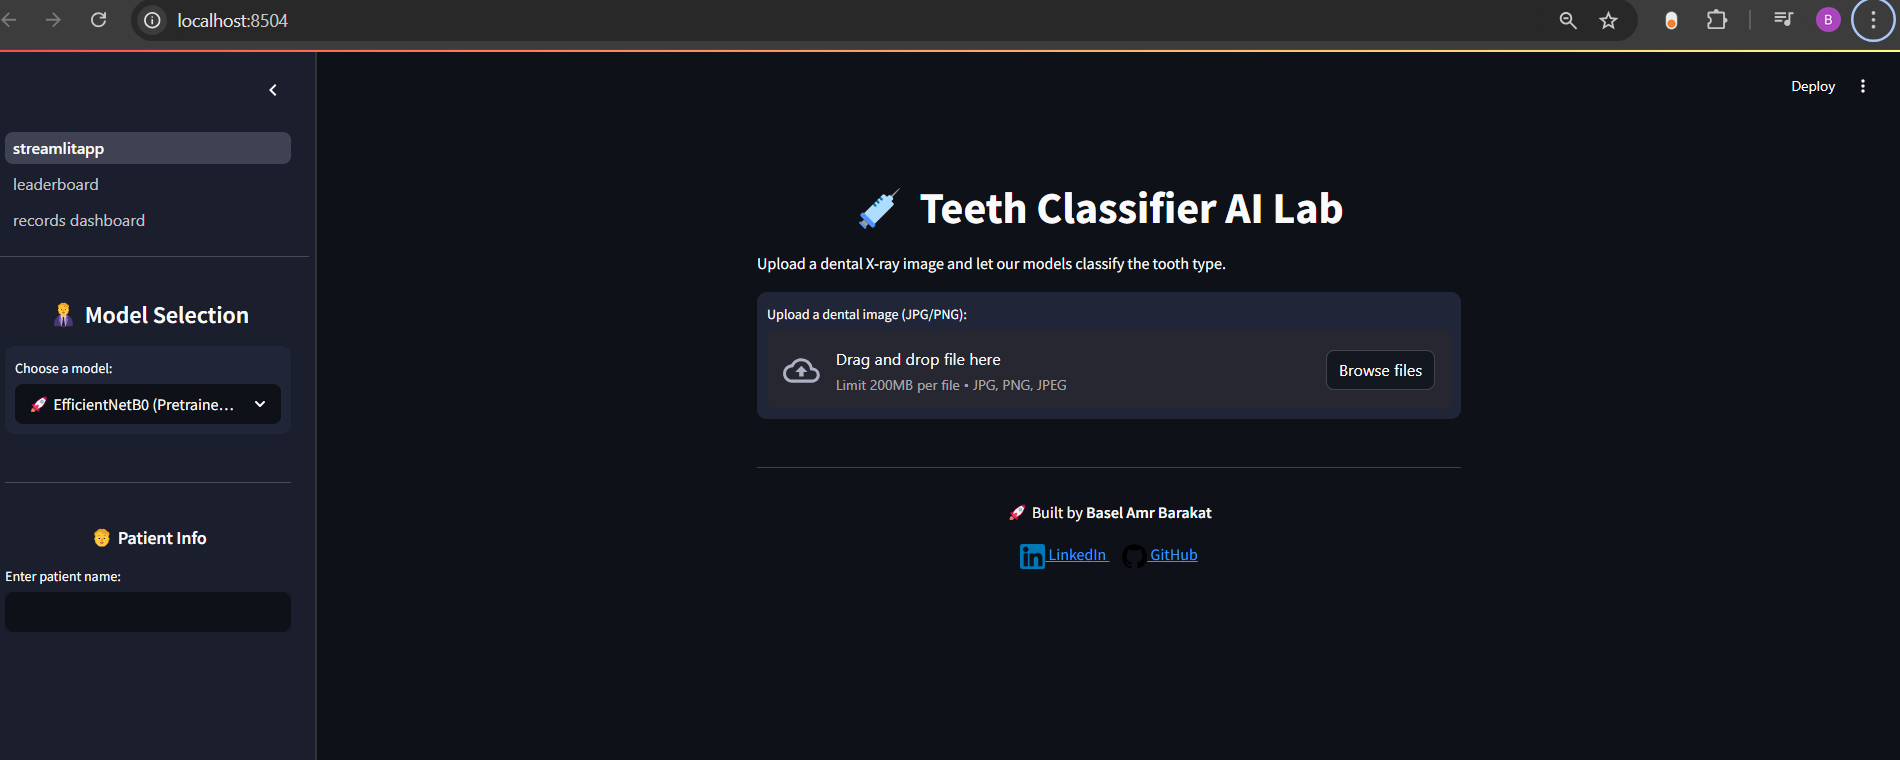 localhost:8504
B
Deploy
streamlitapp
leaderboard
records dashboard
Model Selection
Choose a model:
🚀 EfficientNetB0 (Pretraine...
Patient Info
Enter patient name:
Teeth Classifier AI Lab
Upload a dental X-ray image and let our models classify the tooth type.
Upload a dental image (JPG/PNG):
Drag and drop file here
Limit 200MB per file • JPG, PNG, JPEG
Browse files
🚀 Built by Basel Amr Barakat
in LinkedIn GitHub